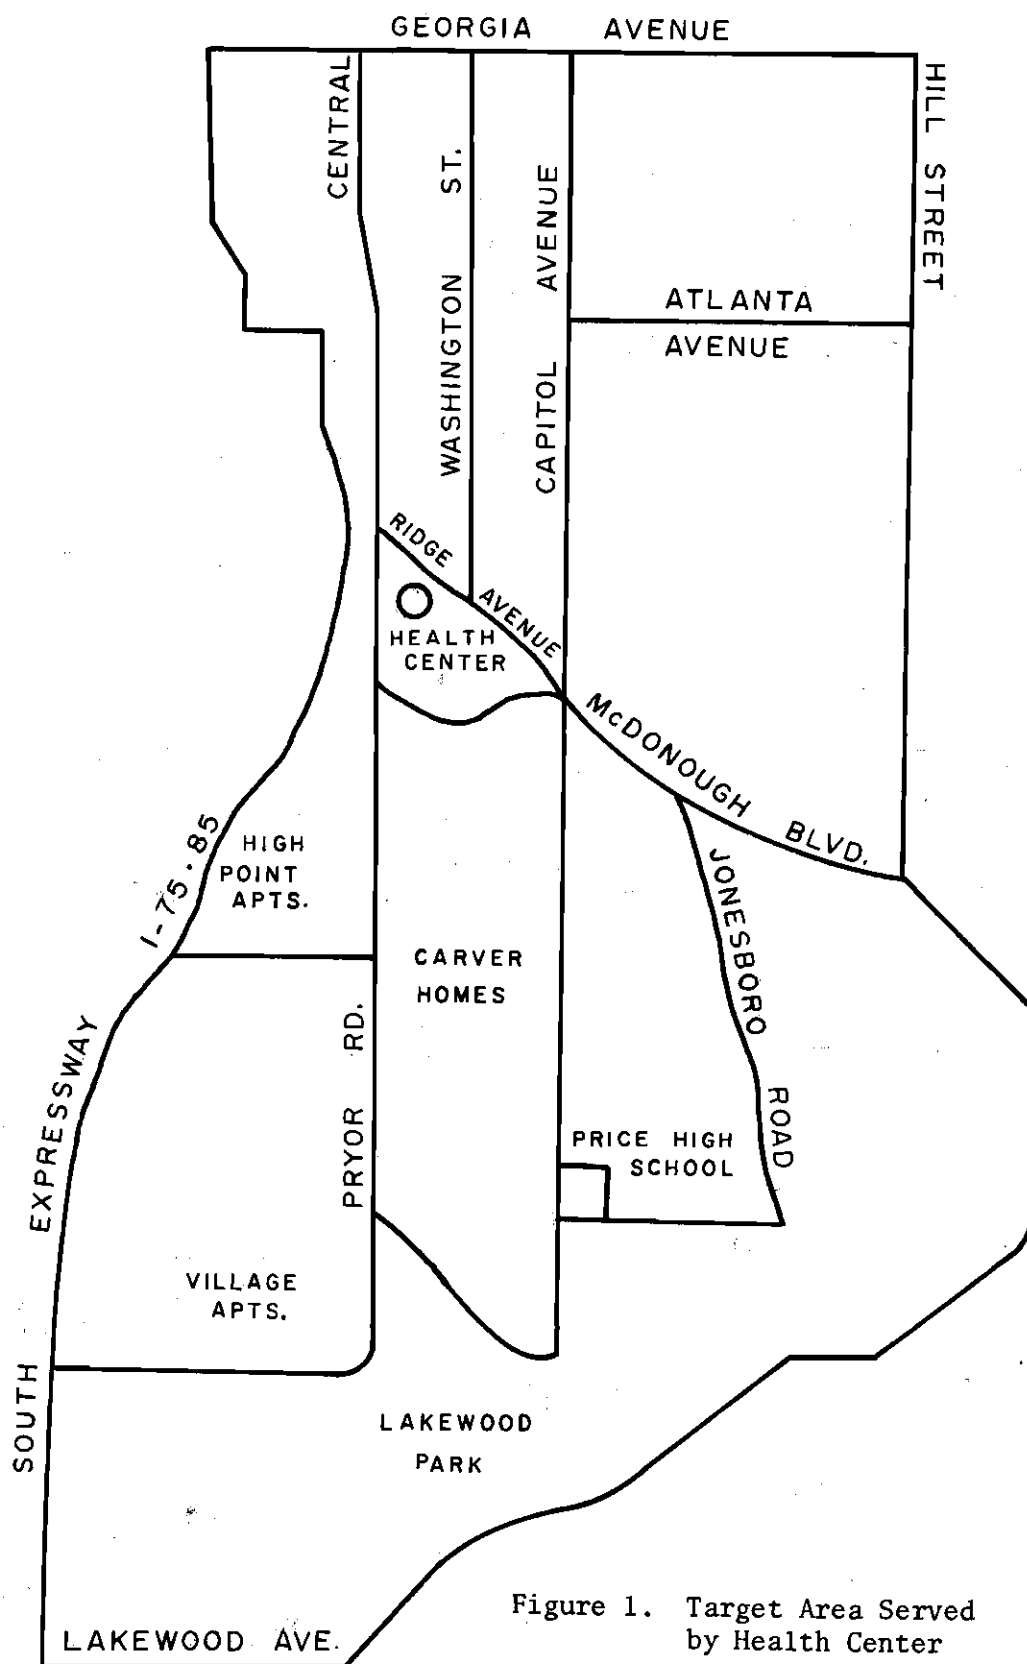 GEORGIA AVENUE
CENTRAL
WASHINGTON ST.
CAPITOL AVENUE
HILL STREET
ATLANTA
AVENUE
RIDGE AVENUE
HEALTH
CENTER
McDONOUGH BLVD.
I-75-85
HIGH
POINT
APTS.
CARVER
HOMES
JONESBORO ROAD
SOUTH EXPRESSWAY
PRYOR RD.
PRICE HIGH
SCHOOL
VILLAGE
APTS.
LAKEWOOD
PARK
LAKEWOOD AVE.
Figure 1. Target Area Served
by Health Center